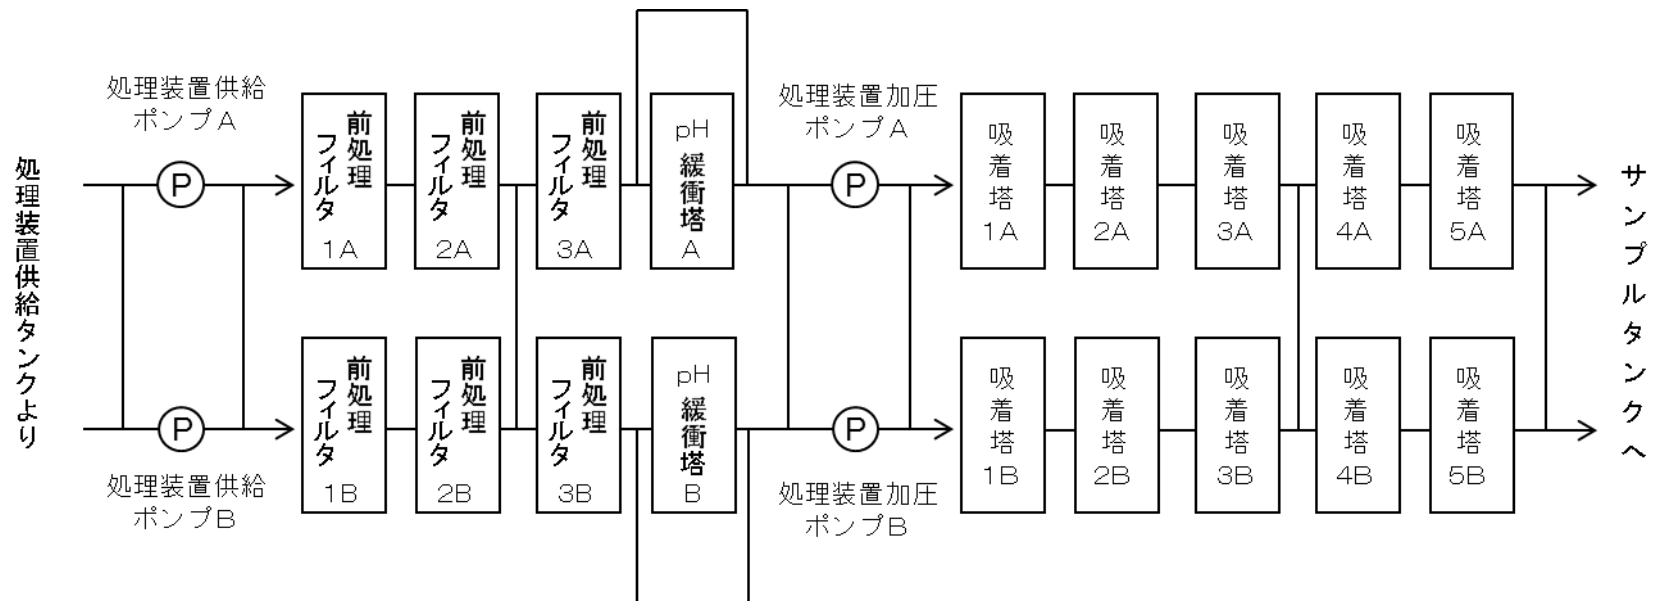 処理装置供給タンクより
処理装置供給
ポンプA
P
前処理
フィルタ
1A
前処理
フィルタ
2A
前処理
フィルタ
3A
pH
緩衝塔
A
処理装置加圧
ポンプA
P
吸着塔
1A
吸着塔
2A
吸着塔
3A
吸着塔
4A
吸着塔
5A
P
処理装置供給
ポンプB
前処理
フィルタ
1B
前処理
フィルタ
2B
前処理
フィルタ
3B
pH
緩衝塔
B
P
処理装置加圧
ポンプB
吸着塔
1B
吸着塔
2B
吸着塔
3B
吸着塔
4B
吸着塔
5B
サンプルタンクへ